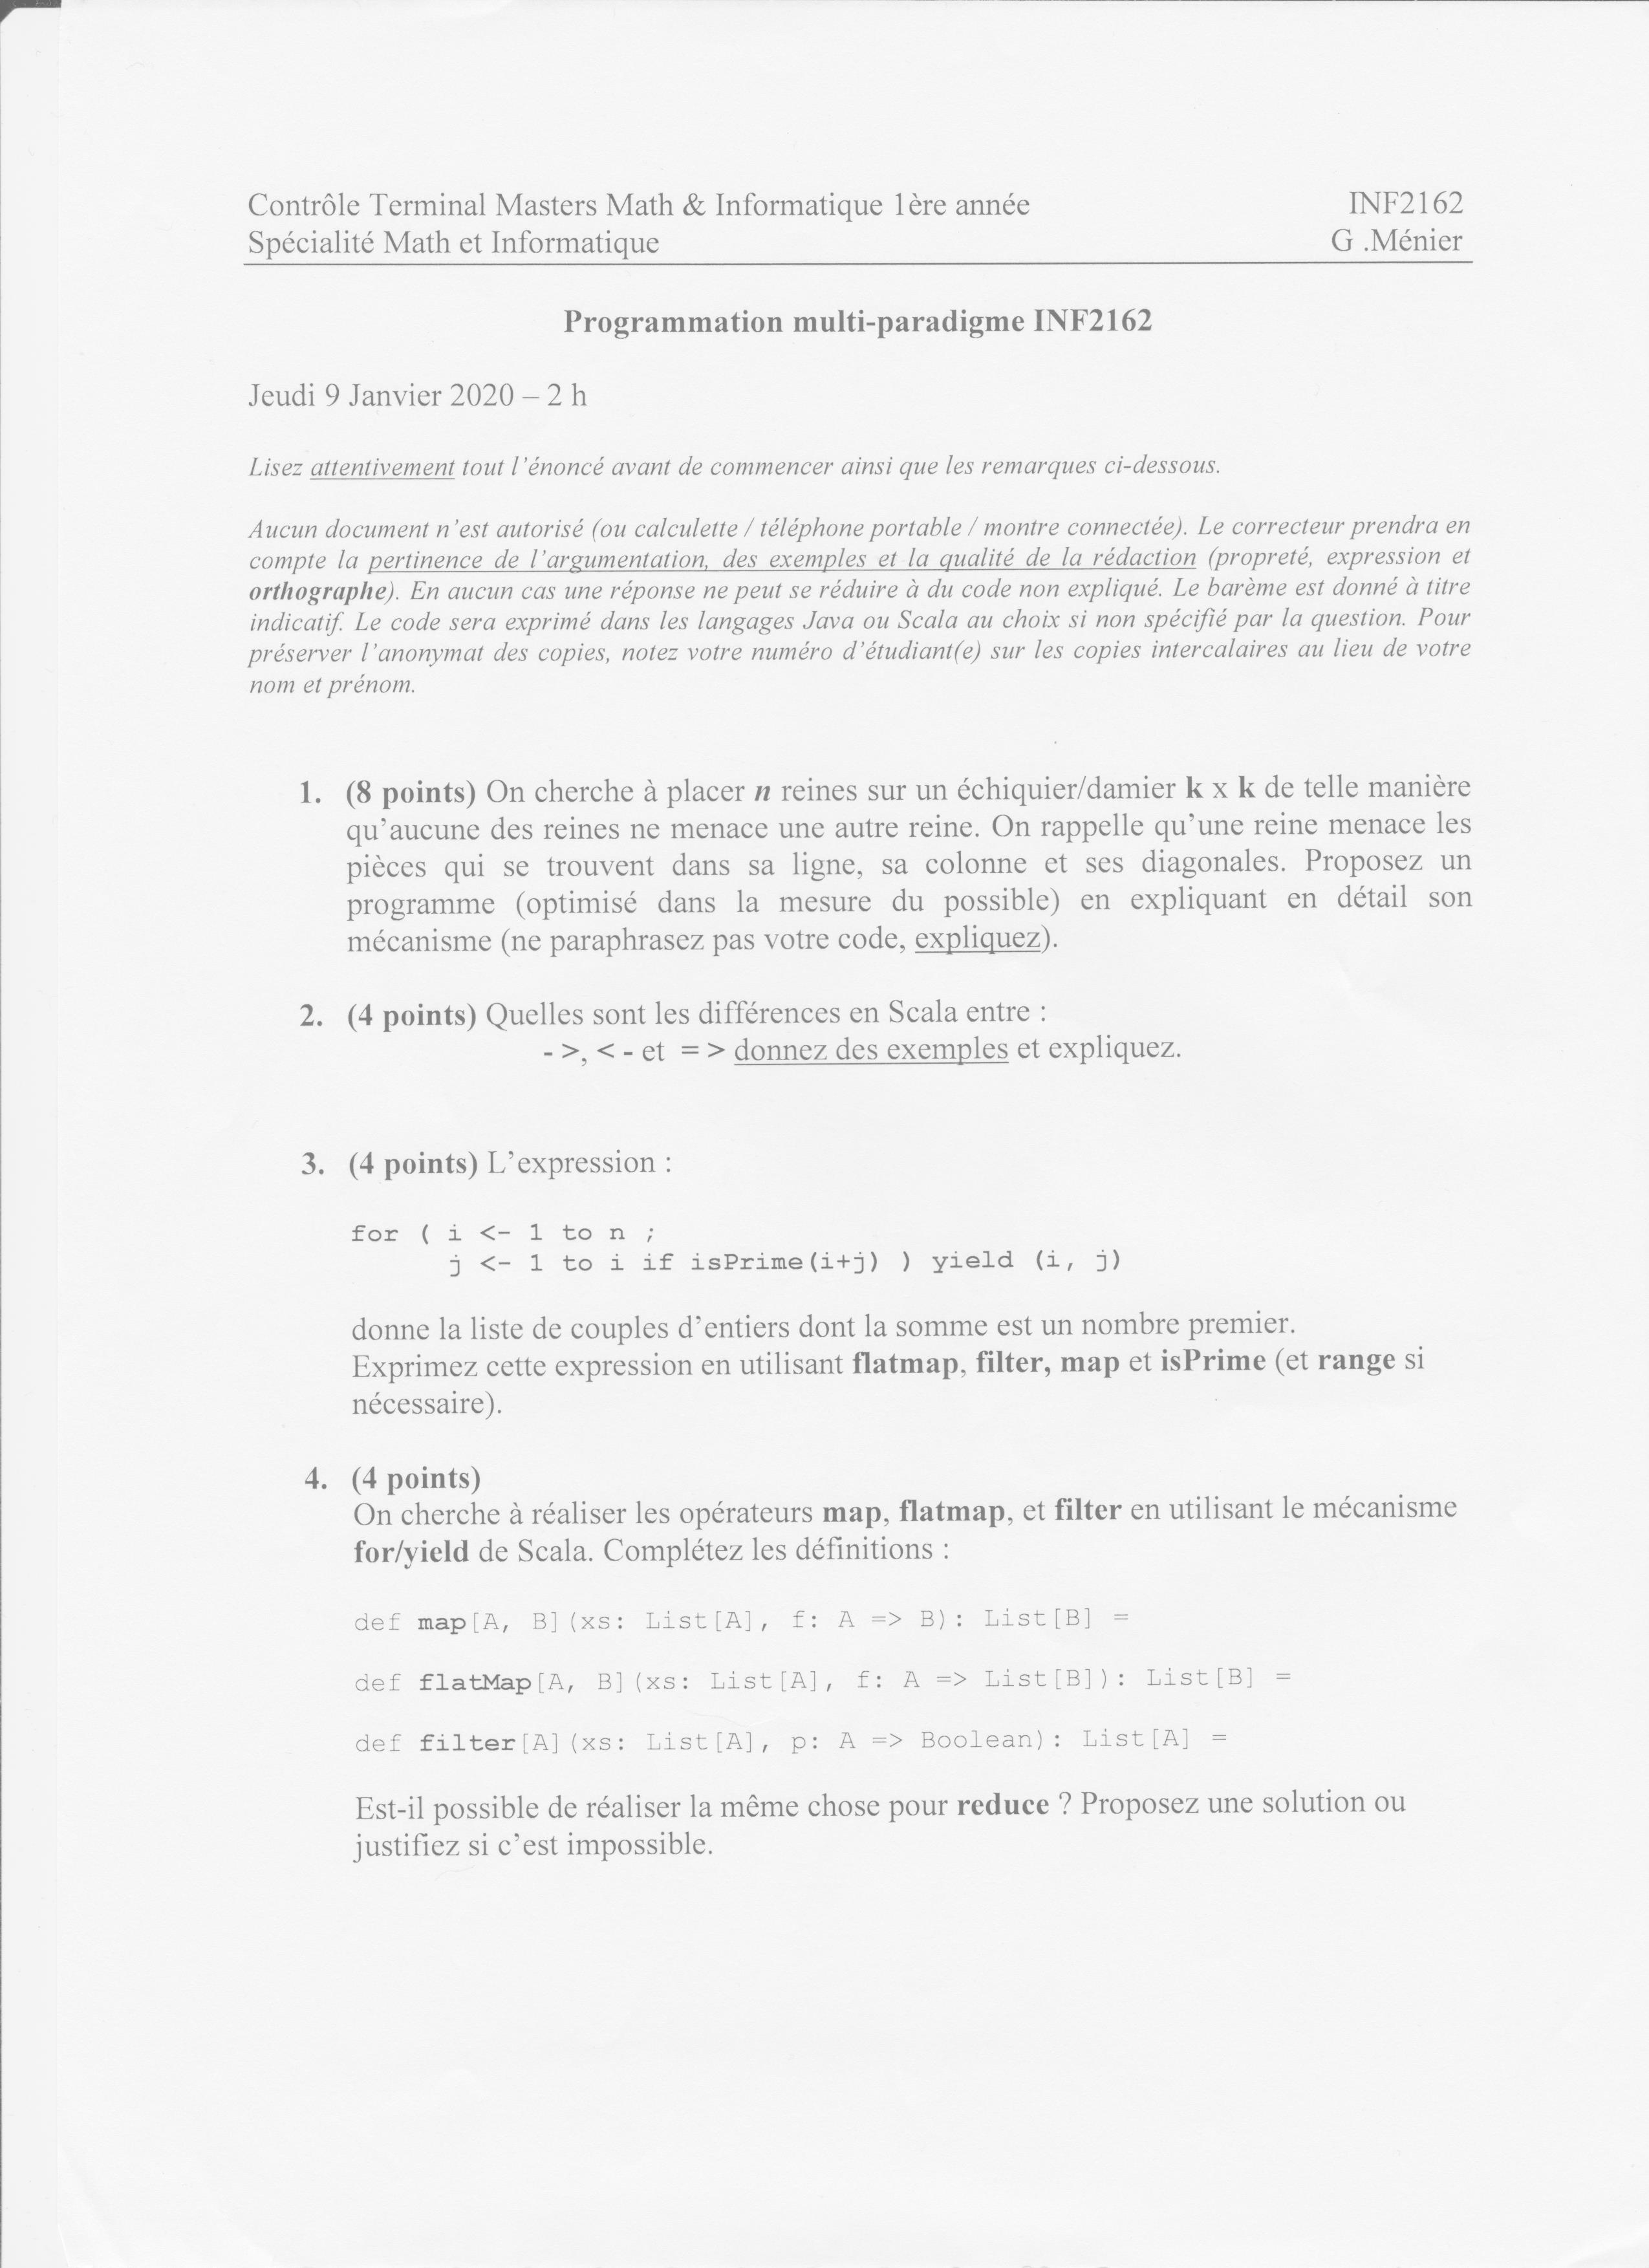 Contrôle Terminal Masters Math & Informatique 1ère année INF2162
Spécialité Math et Informatique G .Ménier
Programmation multi-paradigme INF2162
Jeudi 9 Janvier 2020 – 2 h
Lisez attentivement tout l’énoncé avant de commencer ainsi que les remarques ci-dessous.
Aucun document n’est autorisé (ou calculette / téléphone portable / montre connectée). Le correcteur prendra en
compte la pertinence de l’argumentation, des exemples et la qualité de la rédaction (propreté, expression et
orthographe). En aucun cas une réponse ne peut se réduire à du code non expliqué. Le barème est donné à titre
indicatif. Le code sera exprimé dans les langages Java ou Scala au choix si non spécifié par la question. Pour
préserver l’anonymat des copies, notez votre numéro d’étudiant(e) sur les copies intercalaires au lieu de votre
nom et prénom.
1. (8 points) On cherche à placer n reines sur un échiquier/damier k x k de telle manière
qu’aucune des reines ne menace une autre reine. On rappelle qu’une reine menace les
pièces qui se trouvent dans sa ligne, sa colonne et ses diagonales. Proposez un
programme (optimisé dans la mesure du possible) en expliquant en détail son
mécanisme (ne paraphrasez pas votre code, expliquez).
2. (4 points) Quelles sont les différences en Scala entre :
- >, < - et = > donnez des exemples et expliquez.
3. (4 points) L’expression :
for ( i <- 1 to n ;
j <- 1 to i if isPrime(i+j) ) yield (i, j)
donne la liste de couples d’entiers dont la somme est un nombre premier.
Exprimez cette expression en utilisant flatmap, filter, map et isPrime (et range si
nécessaire).
4. (4 points)
On cherche à réaliser les opérateurs map, flatmap, et filter en utilisant le mécanisme
for/yield de Scala. Complétez les définitions :
def map[A, B](xs: List[A], f: A => B): List[B] =
def flatMap[A, B](xs: List[A], f: A => List[B]): List[B] =
def filter[A](xs: List[A], p: A => Boolean): List[A] =
Est-il possible de réaliser la même chose pour reduce ? Proposez une solution ou
justifiez si c’est impossible.